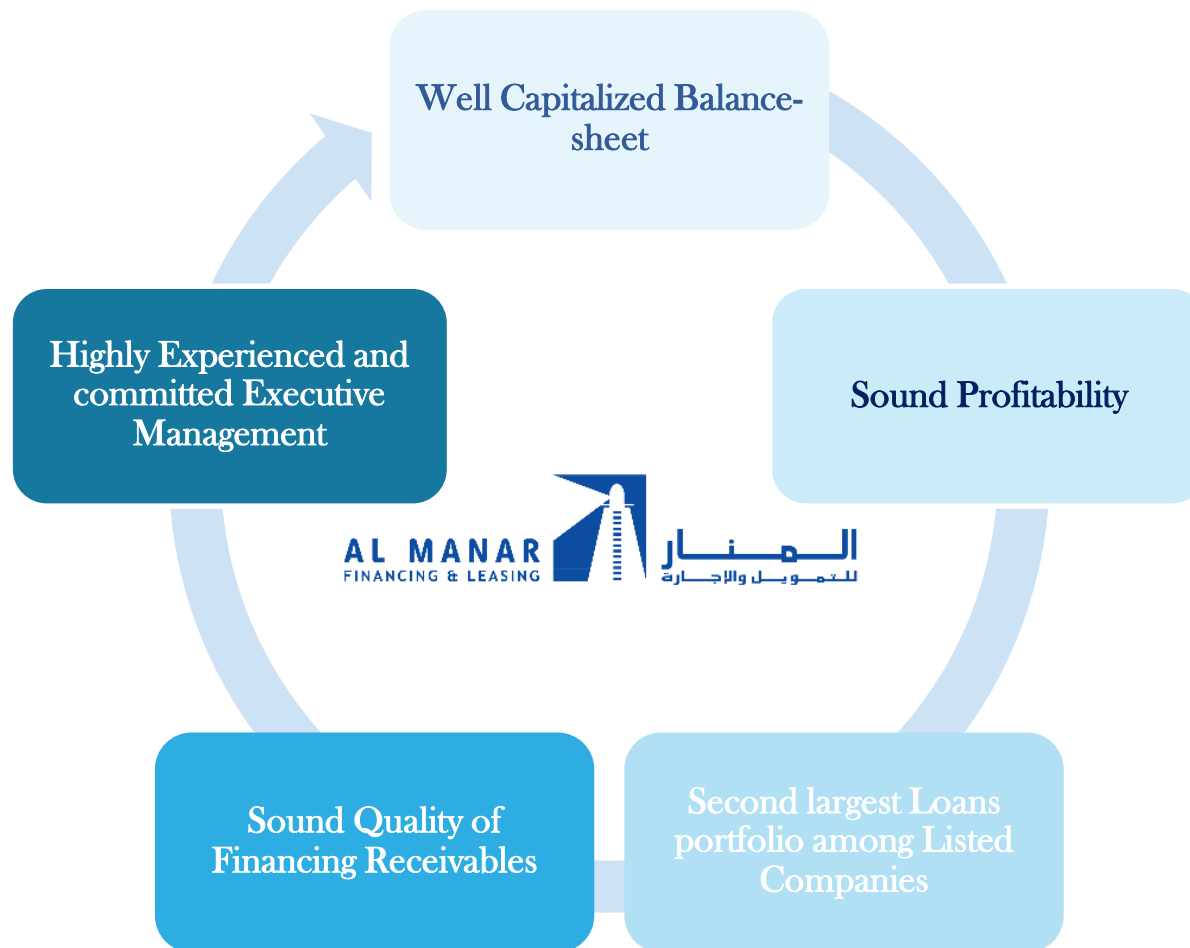 Well Capitalized Balance-
sheet
Sound Profitability
Second largest Loans
portfolio among Listed
Companies
Sound Quality of
Financing Receivables
Highly Experienced and
committed Executive
Management
AL MANAR
FINANCING & LEASING
المنار
للتمويل والإجارة